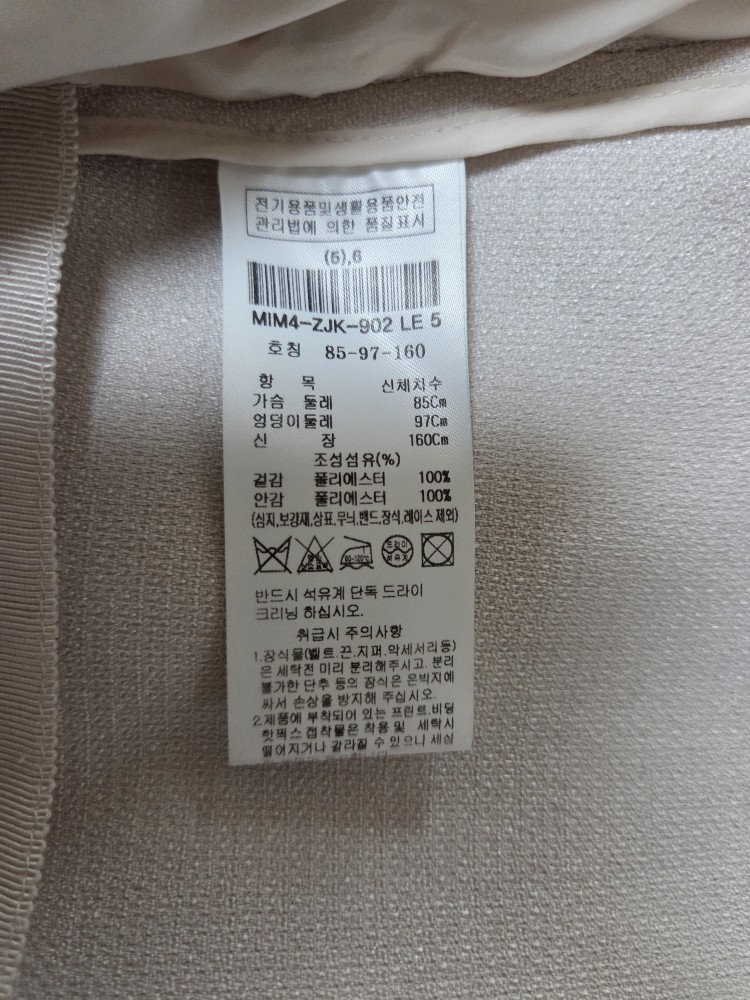 전기용품및생활용품안전
관리법에 의한 품질표시
(5),6
MIM4-ZJK-902 LE 5
호칭 85-97-160
항 목 신체치수
가슴 둘레 85Cm
엉덩이둘레 97Cm
신 장 160Cm
조성섬유(%)
겉감 폴리에스터 100%
안감 폴리에스터 100%
(심지,보강재,상표,무늬,밴드,장식,레이스 제외)
80-120℃
드라이
석유계
반드시 석유계 단독 드라이
크리닝 하십시오.
취급시 주의사항
1.장식물(벨트.끈.지퍼.악세서리등)
은 세탁전 미리 분리해주시고. 분리
불가한 단추 등의 장식은 은박지에
싸서 손상을 방지해 주십시오.
2.제품에 부착되어 있는 프린트.비딩
핫픽스 접착물은 착용 및 세탁시
떨어지거나 갈라질 수 있으니 세심